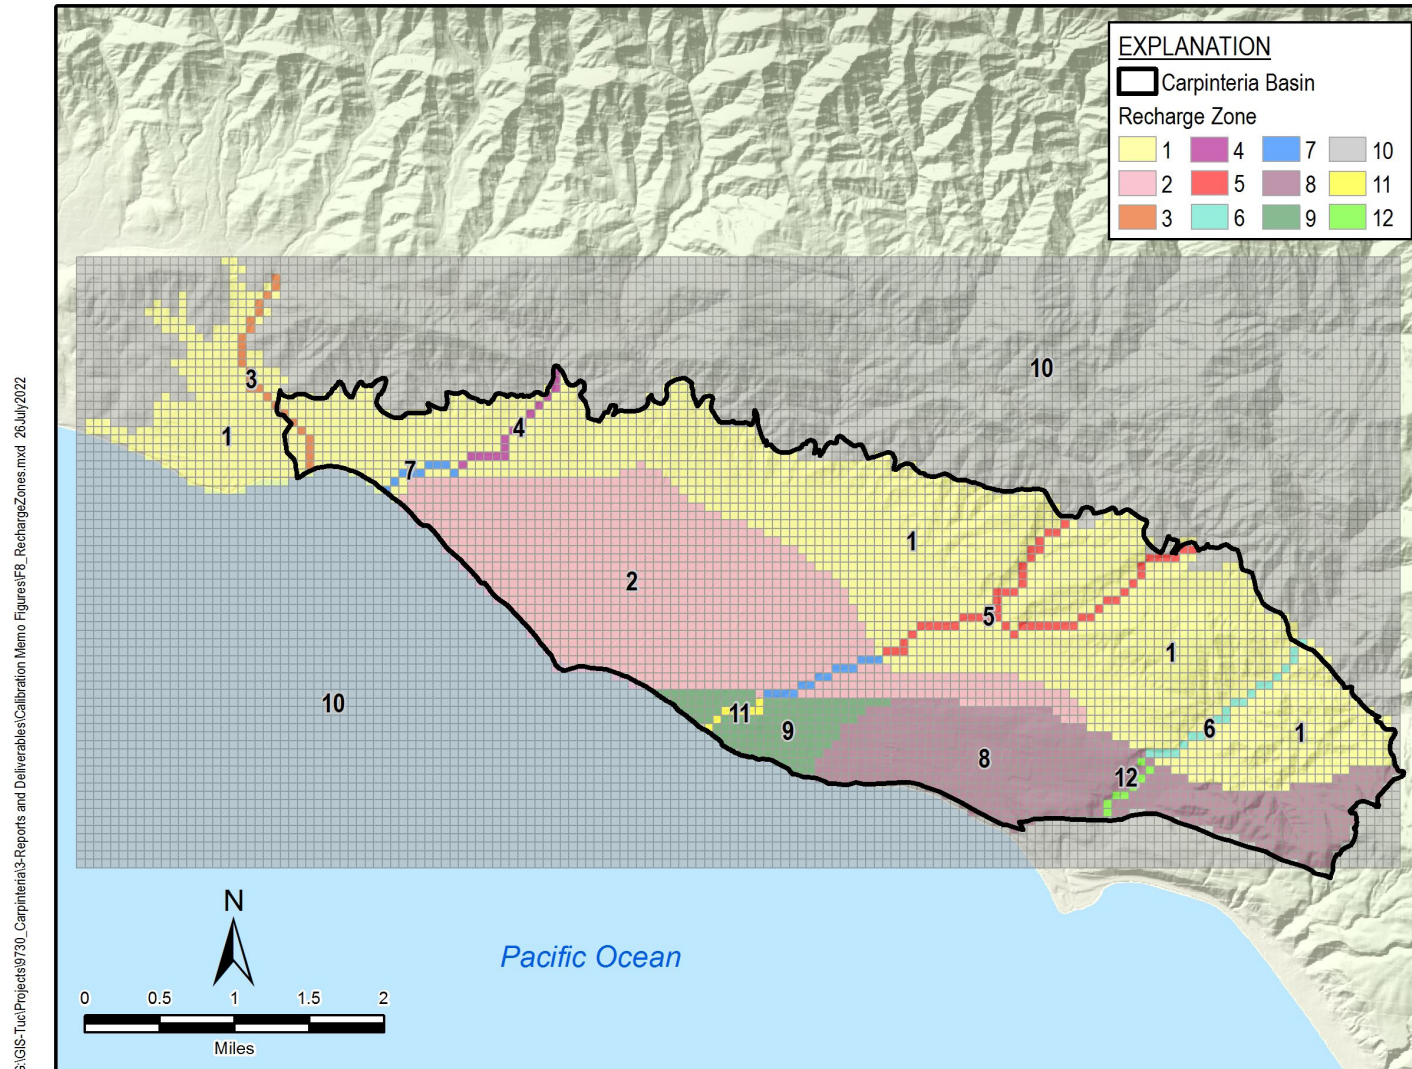 EXPLANATION
Carpinteria Basin
Recharge Zone
1 4 7 10
2 5 8 11
3 6 9 12
10
3
1
4
7
1
2
5
1
10
11
9
6
1
8
12
N
Pacific Ocean
0 0.5 1 1.5 2
Miles
G:\GIS-Tuc\Projects\9730_Carpinteria\3-Reports and Deliverables\Calibration Memo Figures\F8_RechargeZones.mxd 26July2022